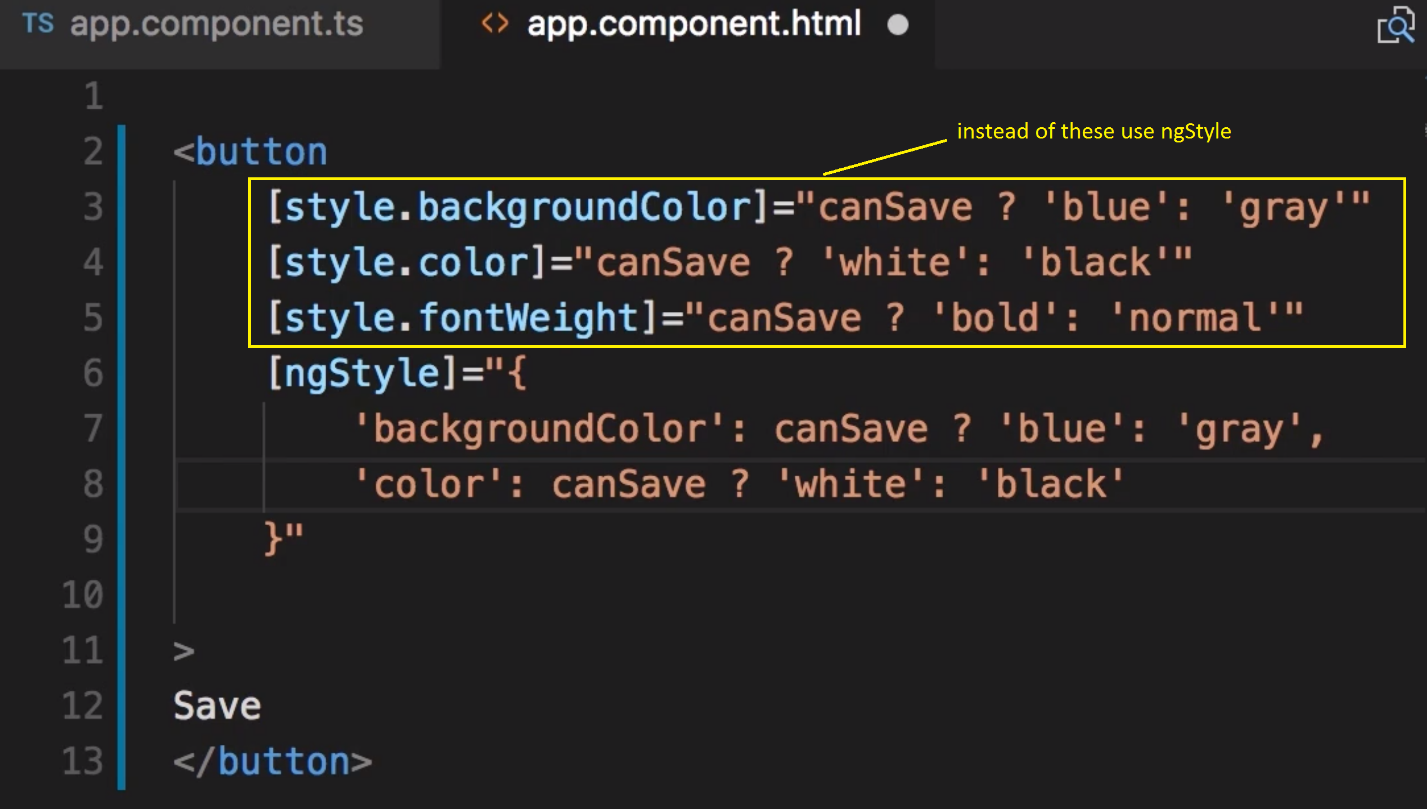 TS app.component.ts <> app.component.html
1
instead of these use ngStyle
2 <button
3 [style.backgroundColor]="canSave ? 'blue': 'gray'"
4 [style.color]="canSave ? 'white': 'black'"
5 [style.fontWeight]="canSave ? 'bold': 'normal'"
6 [ngStyle]="{
7 'backgroundColor': canSave ? 'blue': 'gray',
8 'color': canSave ? 'white': 'black'
9 }"
10
11 >
12 Save
13 </button>